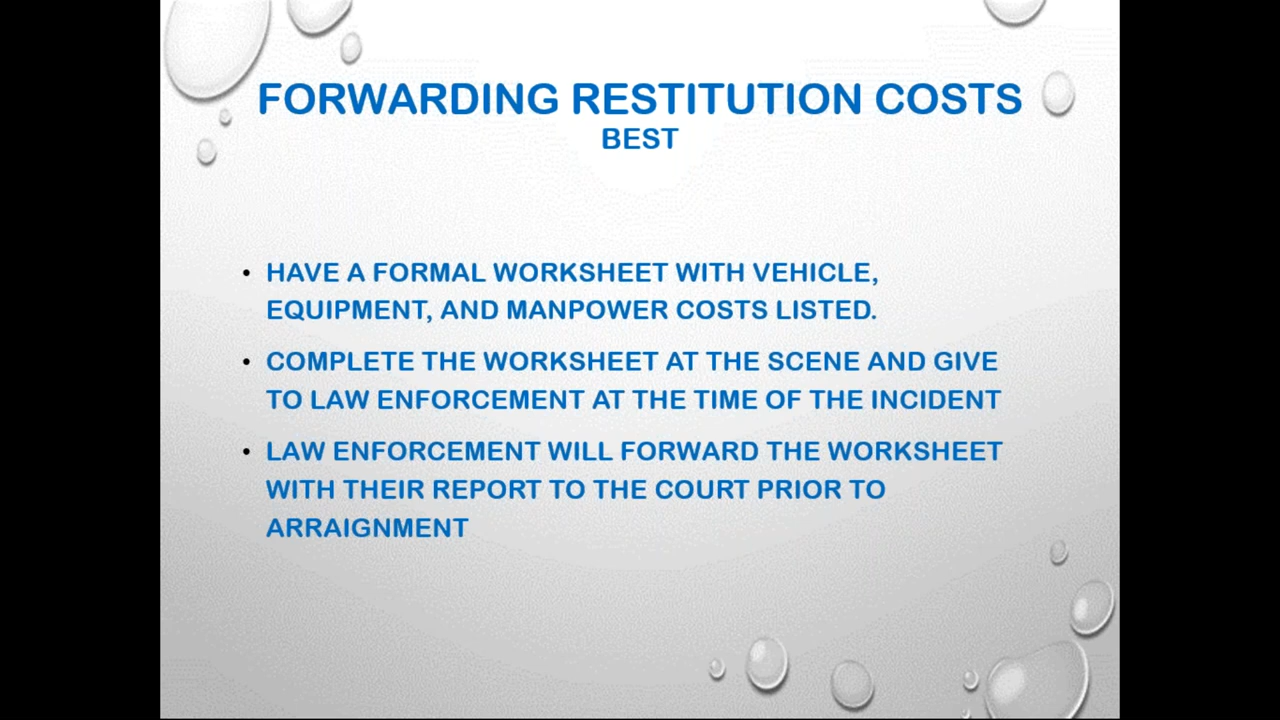 FORWARDING RESTITUTION COSTS
BEST
• HAVE A FORMAL WORKSHEET WITH VEHICLE,
EQUIPMENT, AND MANPOWER COSTS LISTED.
• COMPLETE THE WORKSHEET AT THE SCENE AND GIVE
TO LAW ENFORCEMENT AT THE TIME OF THE INCIDENT
• LAW ENFORCEMENT WILL FORWARD THE WORKSHEET
WITH THEIR REPORT TO THE COURT PRIOR TO
ARRAIGNMENT